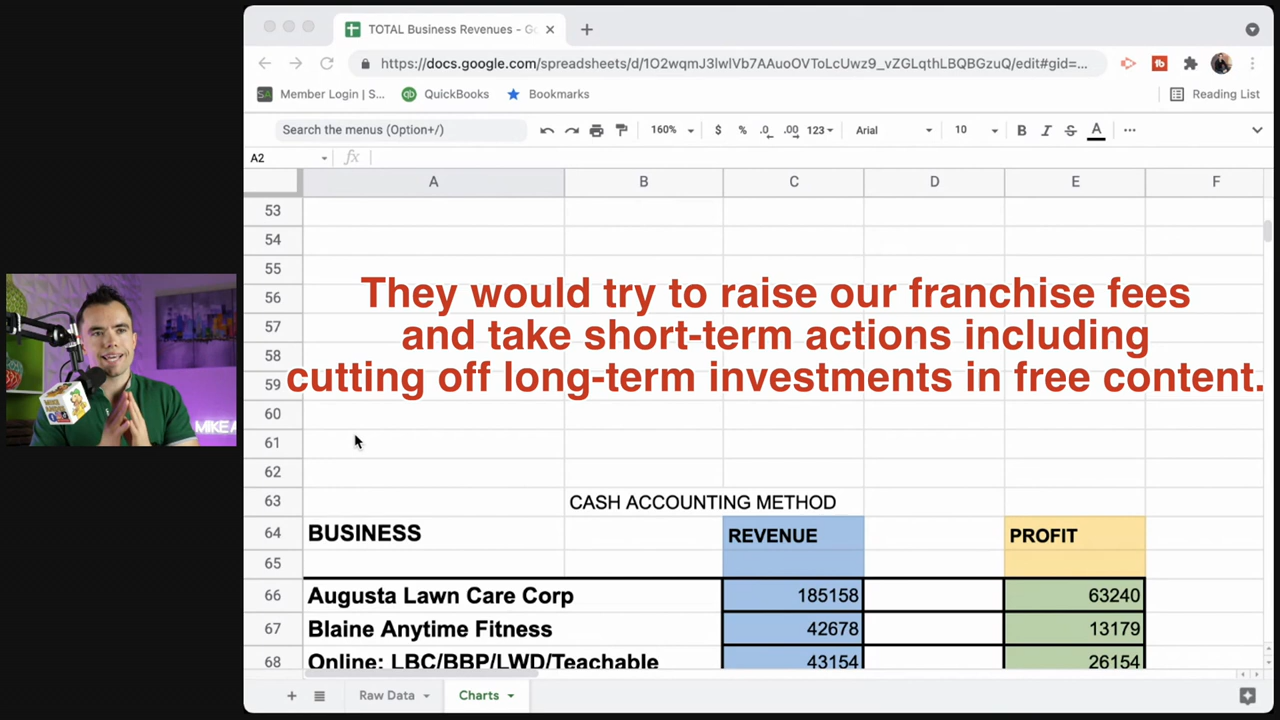 TOTAL Business Revenues - Go
https://docs.google.com/spreadsheets/d/1O2wqmJ3lwlVb7AAuoOVToLcUwz9_vZGLqthLBQBGzuQ/edit#gid=...
Member Login | S...
QuickBooks
Bookmarks
Reading List
Search the menus (Option+/)
160%
$ % .0 .00 123
Arial
10
B I S A
A2
fx
A B C D E F
53
54
55
56
57
58
59
60
61
62
They would try to raise our franchise fees
and take short-term actions including
cutting off long-term investments in free content.
MIKE A
63 CASH ACCOUNTING METHOD
64 BUSINESS REVENUE PROFIT
65
66 Augusta Lawn Care Corp 185158 63240
67 Blaine Anytime Fitness 42678 13179
68 Online: LBC/BBP/LWD/Teachable 43154 26154
Raw Data
Charts